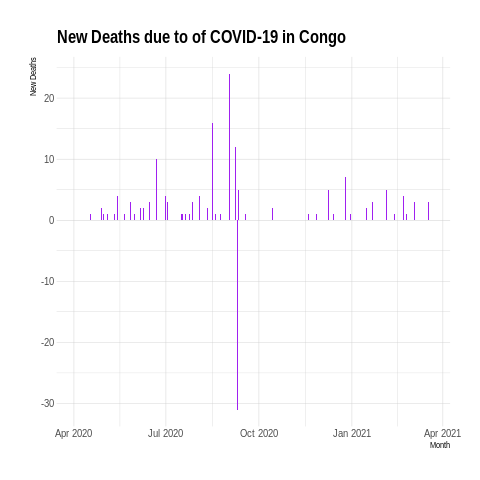 New Deaths due to of COVID-19 in Congo
New Deaths
20
10
0
-10
-20
-30
Apr 2020 Jul 2020 Oct 2020 Jan 2021 Apr 2021
Month